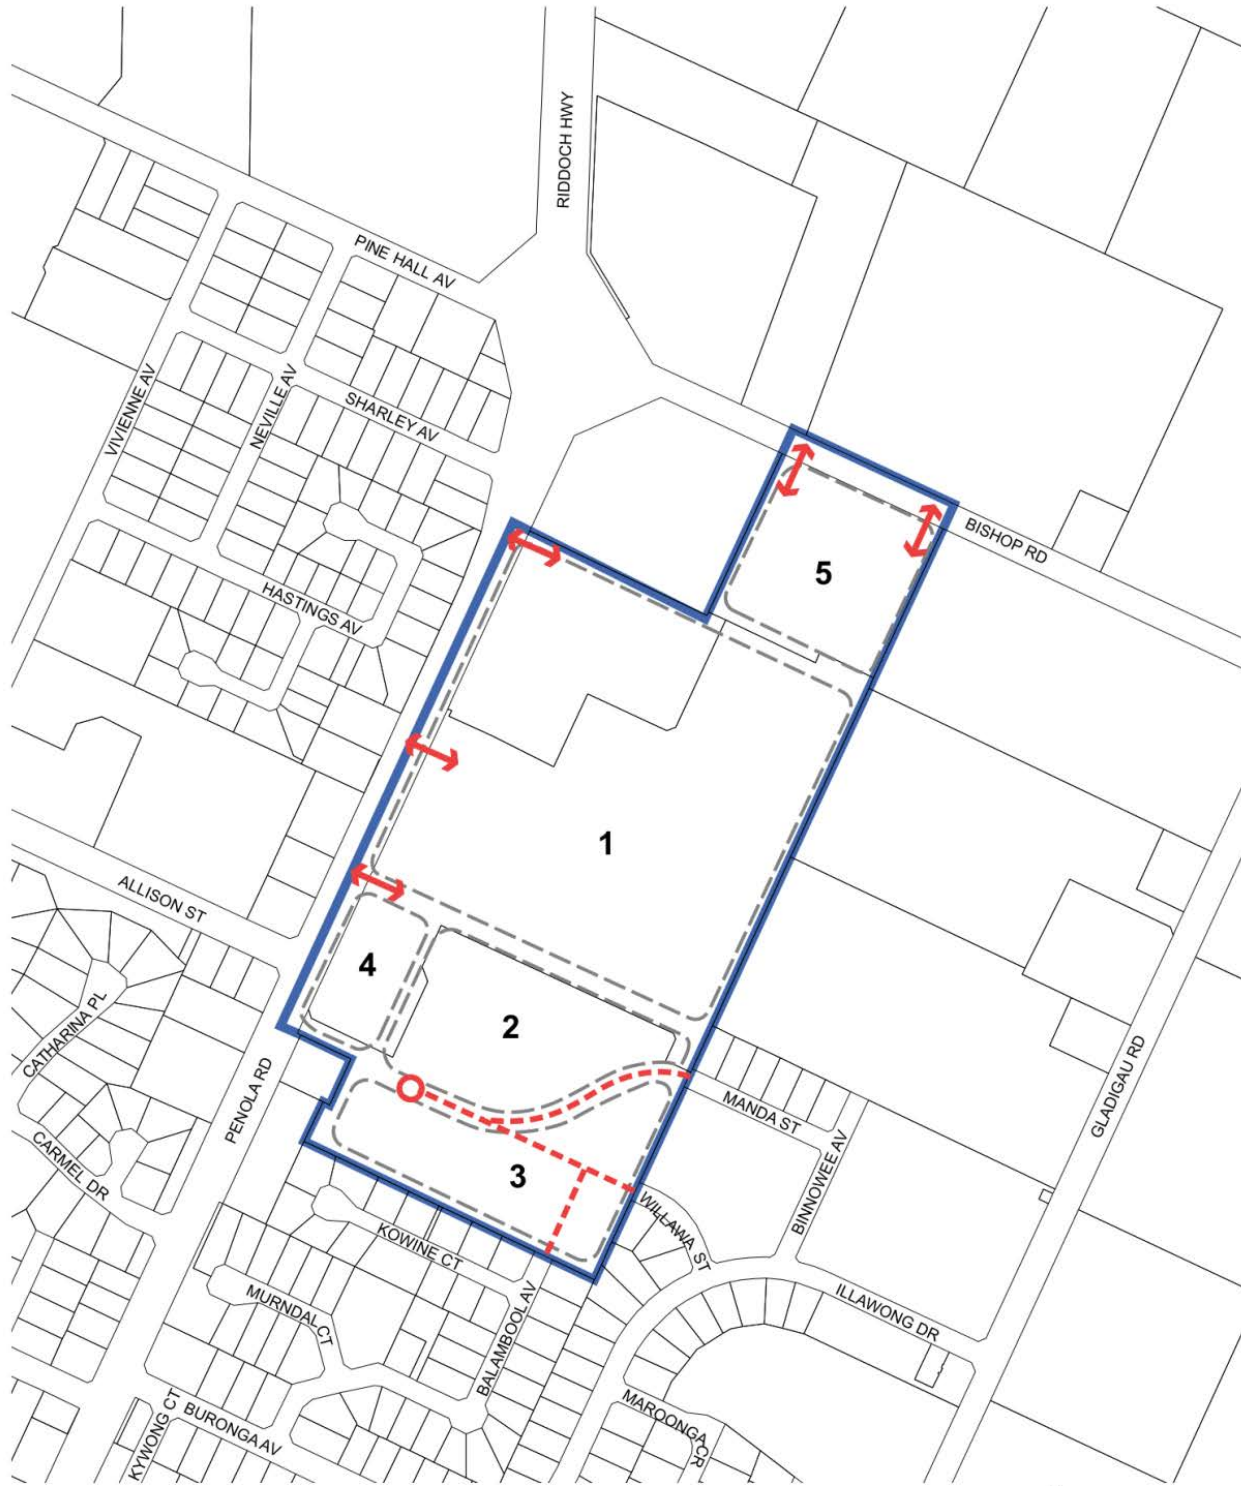 RIDDOCH HWY
PINE HALL AV
VIVIENNE AV
NEVILLE AV
SHARLEY AV
BISHOP RD
5
HASTINGS AV
1
ALLISON ST
4
2
CATHARINA PL
PENOLA RD
MANDA ST
GLADIGAU RD
CARMEL DR
BINNOWEE AV
3
WILLAWA ST
KOWINE CT
MURNDAL CT
BALAMBOOL AV
ILLAWONG DR
MAROONGA CR
KYWONG CT
BURONGA AV